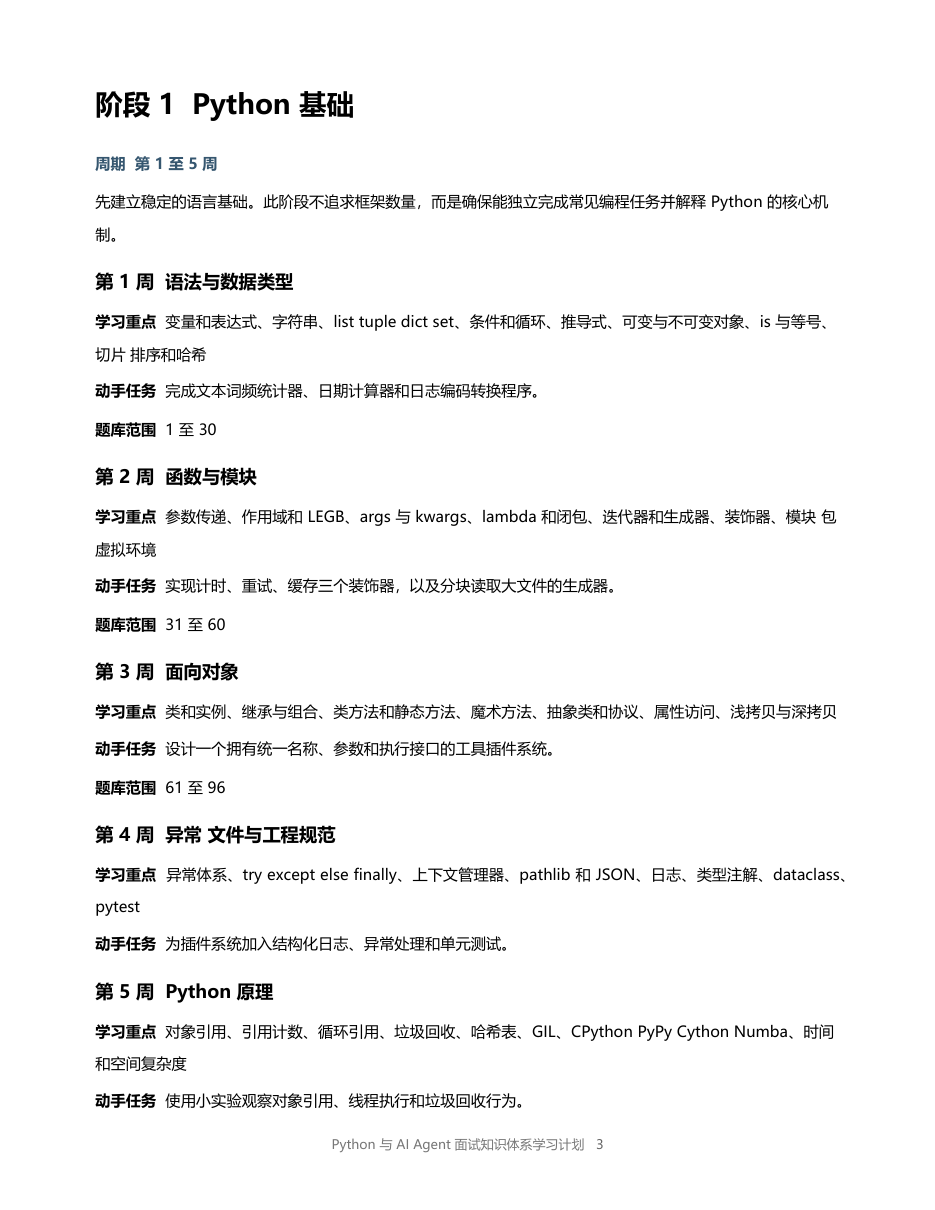 阶段 1  Python 基础
周期  第 1 至 5 周
先建立稳定的语言基础。此阶段不追求框架数量，而是确保能独立完成常见编程任务并解释 Python 的核心机
制。
第 1 周  语法与数据类型
学习重点  变量和表达式、字符串、list tuple dict set、条件和循环、推导式、可变与不可变对象、is 与等号、
切片 排序和哈希
动手任务  完成文本词频统计器、日期计算器和日志编码转换程序。
题库范围  1 至 30
第 2 周  函数与模块
学习重点  参数传递、作用域和 LEGB、args 与 kwargs、lambda 和闭包、迭代器和生成器、装饰器、模块 包
虚拟环境
动手任务  实现计时、重试、缓存三个装饰器，以及分块读取大文件的生成器。
题库范围  31 至 60
第 3 周  面向对象
学习重点  类和实例、继承与组合、类方法和静态方法、魔术方法、抽象类和协议、属性访问、浅拷贝与深拷贝
动手任务  设计一个拥有统一名称、参数和执行接口的工具插件系统。
题库范围  61 至 96
第 4 周  异常 文件与工程规范
学习重点  异常体系、try except else finally、上下文管理器、pathlib 和 JSON、日志、类型注解、dataclass、
pytest
动手任务  为插件系统加入结构化日志、异常处理和单元测试。
第 5 周  Python 原理
学习重点  对象引用、引用计数、循环引用、垃圾回收、哈希表、GIL、CPython PyPy Cython Numba、时间
和空间复杂度
动手任务  使用小实验观察对象引用、线程执行和垃圾回收行为。
Python 与 AI Agent 面试知识体系学习计划  3